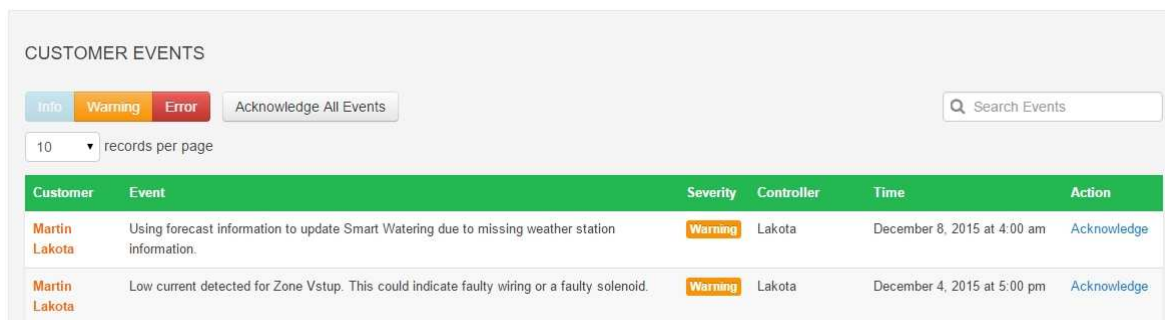 CUSTOMER EVENTS
Info Warning Error Acknowledge All Events Search Events
10 records per page
Customer Event Severity Controller Time Action
Martin Using forecast information to update Smart Watering due to missing weather station Warning Lakota December 8, 2015 at 4:00 am Acknowledge
Lakota information.
Martin Low current detected for Zone Vstup. This could indicate faulty wiring or a faulty solenoid. Warning Lakota December 4, 2015 at 5:00 pm Acknowledge
Lakota